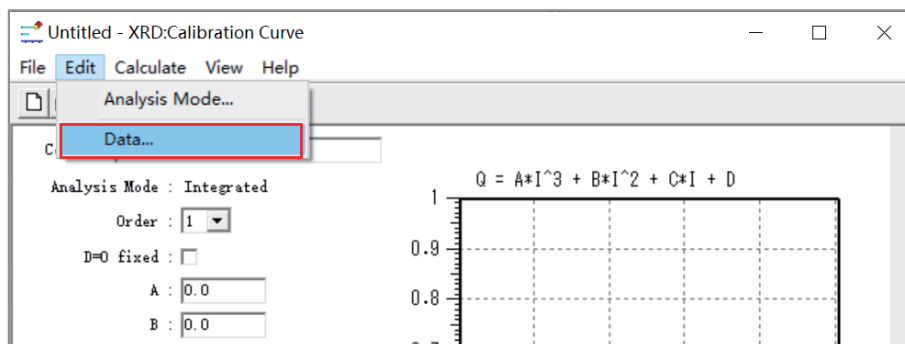 Untitled - XRD:Calibration Curve
File Edit Calculate View Help
Analysis Mode...
Data...
Analysis Mode : Integrated
Order : 1
D=0 fixed :
A : 0.0
B : 0.0
Q = A*I^3 + B*I^2 + C*I + D
1
0.9
0.8